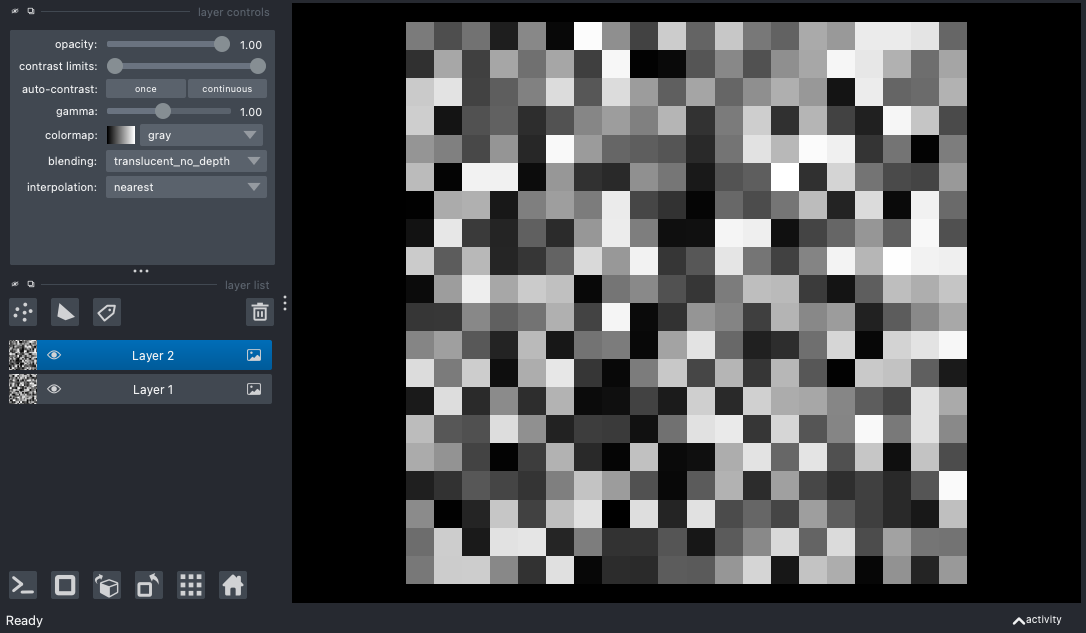 layer controls
opacity: 1.00
contrast limits:
auto-contrast: once continuous
gamma: 1.00
colormap: gray
blending: translucent_no_depth
interpolation: nearest
layer list
Layer 2
Layer 1
Ready
activity